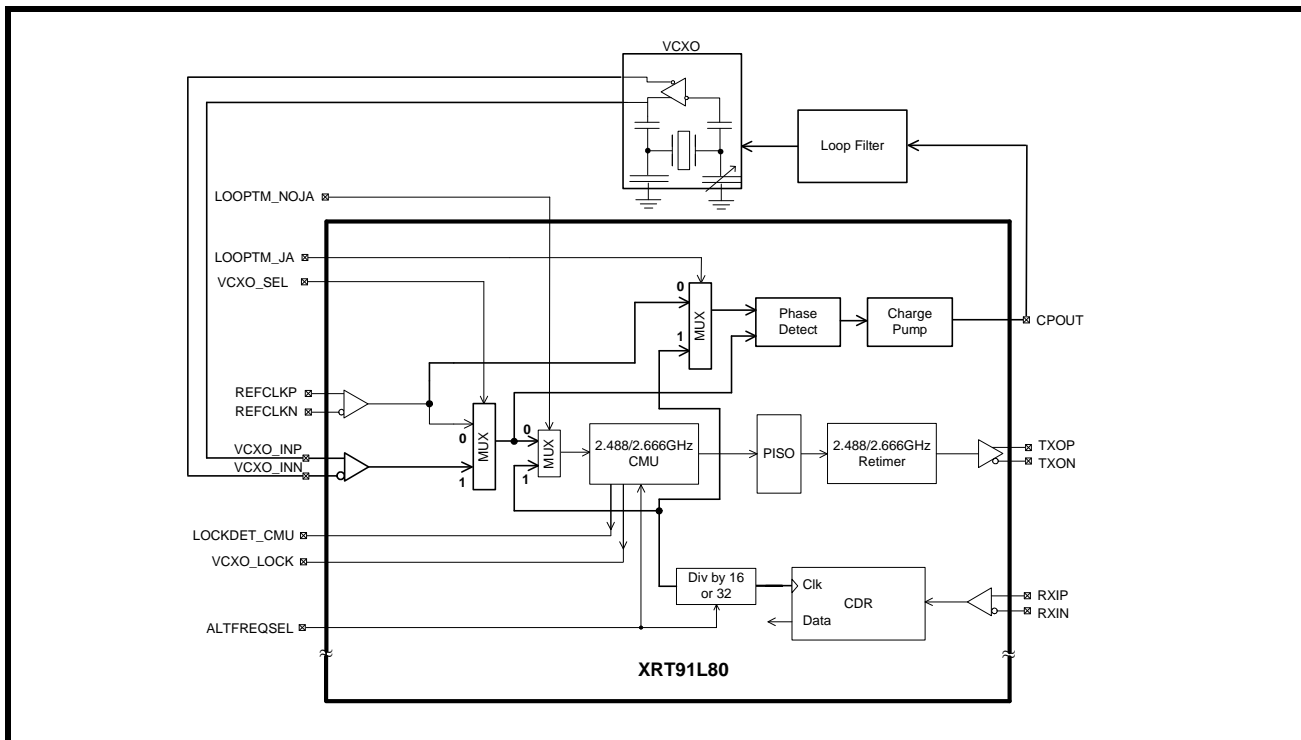 VCXO
Loop Filter
LOOPTM_NOJA
LOOPTM_JA
VCXO_SEL
0
MUX
1
Phase
Detect
Charge
Pump
CPOUT
REFCLKP
REFCLKN
0
MUX
1
0
MUX
1
2.488/2.666GHz
CMU
PISO
2.488/2.666GHz
Retimer
TXOP
TXON
VCXO_INP
VCXO_INN
LOCKDET_CMU
VCXO_LOCK
Div by 16
or 32
Clk
CDR
Data
RXIP
RXIN
ALTFREQSEL
XRT91L80